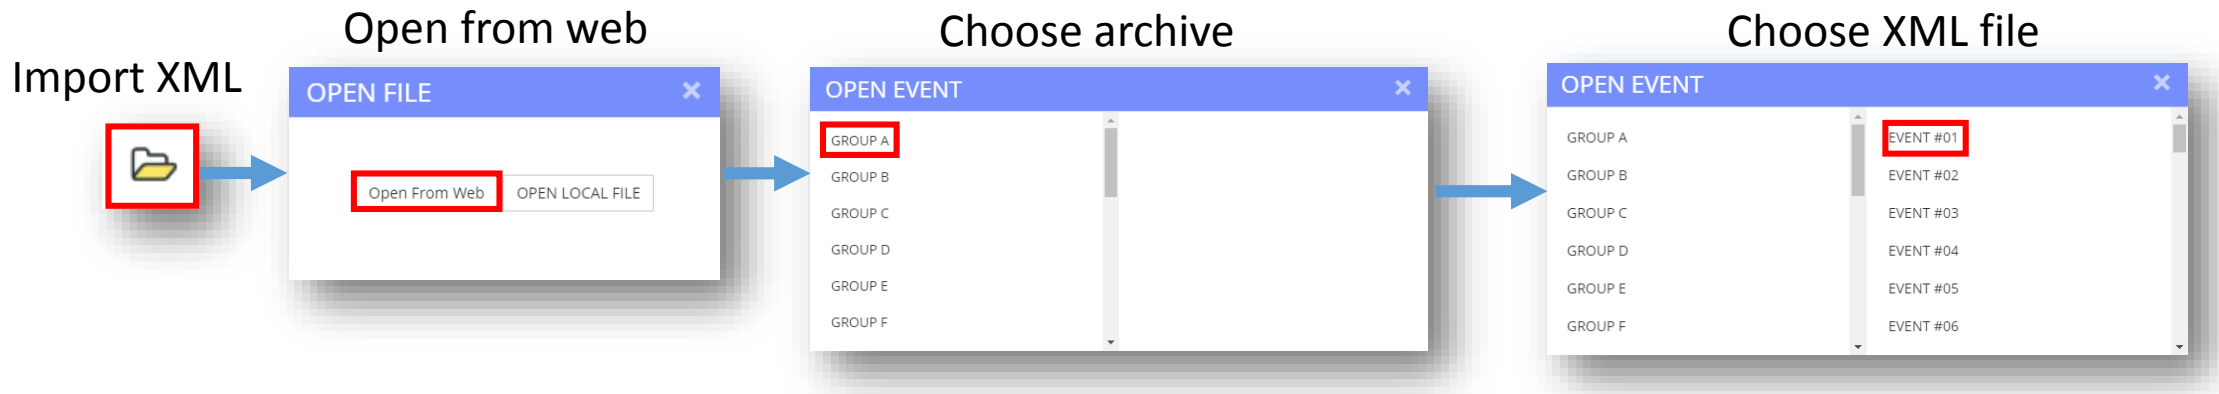 Import XML
Open from web
OPEN FILE
Open From Web
OPEN LOCAL FILE
Choose archive
OPEN EVENT
GROUP A
GROUP B
GROUP C
GROUP D
GROUP E
GROUP F
Choose XML file
OPEN EVENT
GROUP A
GROUP B
GROUP C
GROUP D
GROUP E
GROUP F
EVENT #01
EVENT #02
EVENT #03
EVENT #04
EVENT #05
EVENT #06